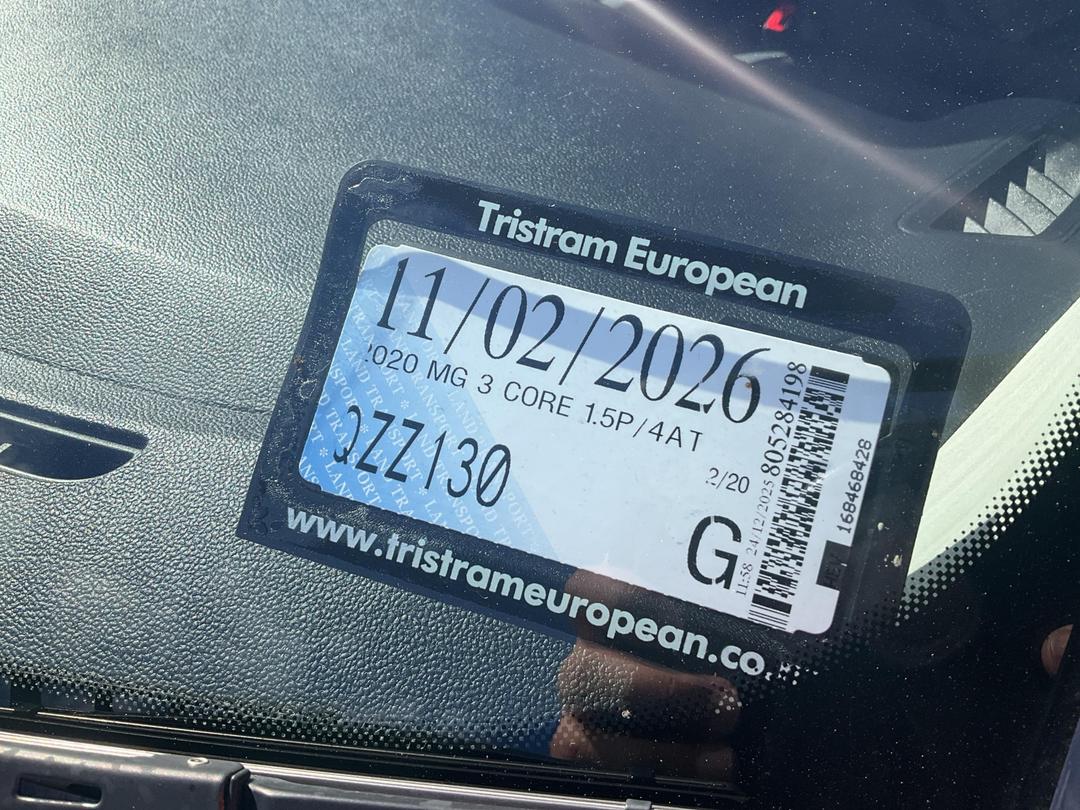 Tristram European
11/02/2026
2020 MG 3 CORE 1.5P/4AT
QZZ130
2/20
G
11:58 24/12/2025 805284198
168468428
www.tristrameuropean.co.